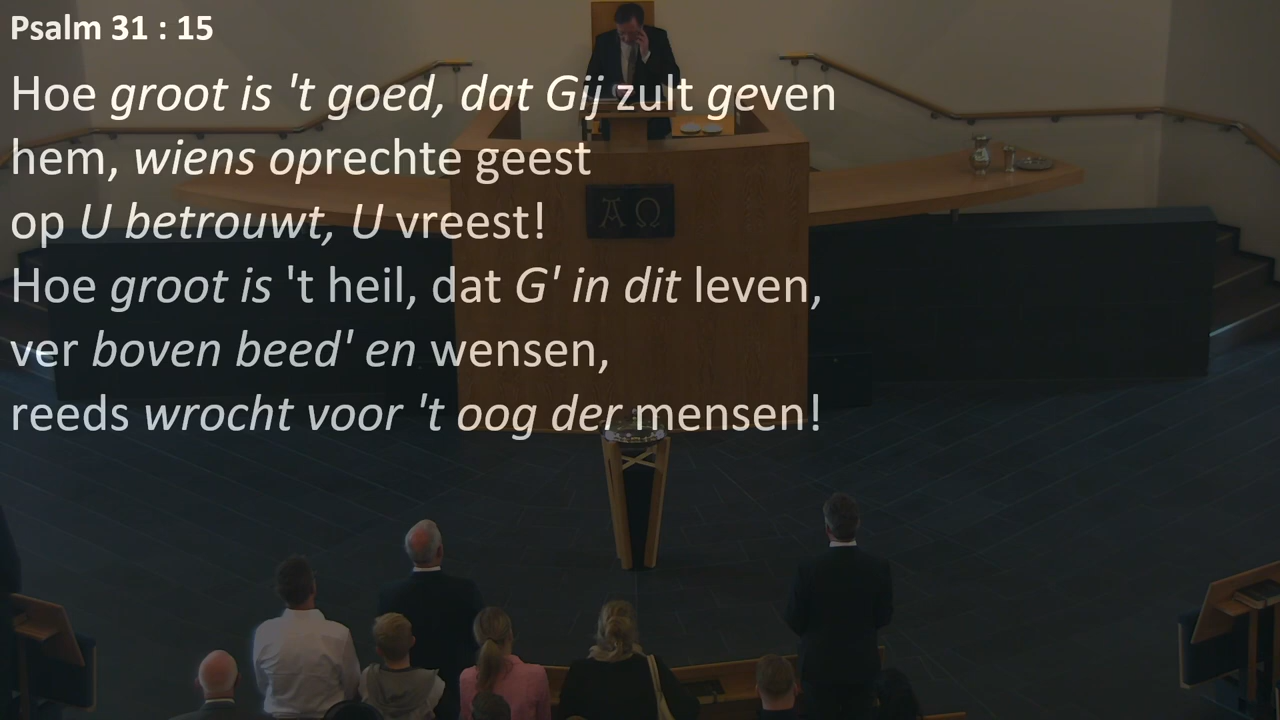 Psalm 31 : 15
Hoe groot is 't goed, dat Gij zult geven
hem, wiens oprechte geest
op U betrouwt, U vreest!
Hoe groot is 't heil, dat G' in dit leven,
ver boven beed' en wensen,
reeds wrocht voor 't oog der mensen!
Α Ω